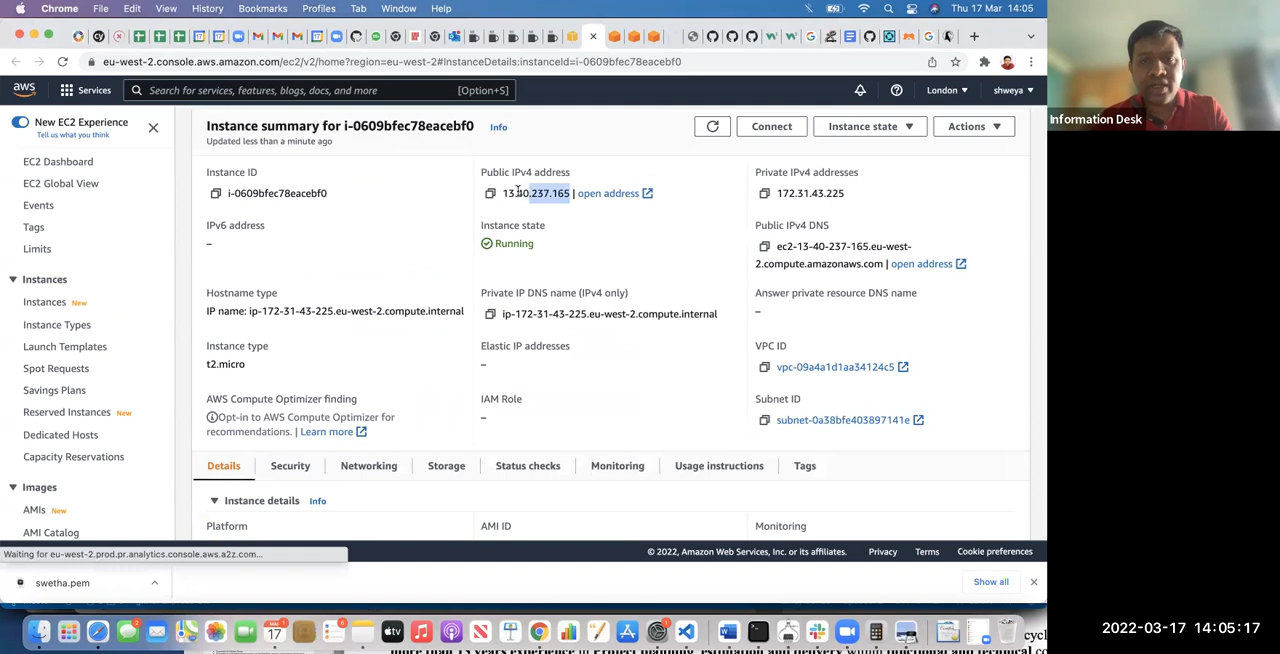 Chrome File Edit View History Bookmarks Profiles Tab Window Help Thu 17 Mar 14:05
eu-west-2.console.aws.amazon.com/ec2/v2/home?region=eu-west-2#InstanceDetails:instanceId=i-0609bfec78eacebf0
aws Services Search for services, features, blogs, docs, and more [Option+S] London shweya
New EC2 Experience
Tell us what you think
EC2 Dashboard
EC2 Global View
Events
Tags
Limits
Instances
Instances New
Instance Types
Launch Templates
Spot Requests
Savings Plans
Reserved Instances New
Dedicated Hosts
Capacity Reservations
Images
AMIs New
AMI Catalog
Instance summary for i-0609bfec78eacebf0 Info
Updated less than a minute ago
Connect Instance state Actions
Instance ID
i-0609bfec78eacebf0
Public IPv4 address
13.40.237.165 | open address
Private IPv4 addresses
172.31.43.225
IPv6 address
–
Instance state
Running
Public IPv4 DNS
ec2-13-40-237-165.eu-west-
2.compute.amazonaws.com | open address
Hostname type
IP name: ip-172-31-43-225.eu-west-2.compute.internal
Private IP DNS name (IPv4 only)
ip-172-31-43-225.eu-west-2.compute.internal
Answer private resource DNS name
–
Instance type
t2.micro
Elastic IP addresses
–
VPC ID
vpc-09a4a1d1aa34124c5
AWS Compute Optimizer finding
Opt-in to AWS Compute Optimizer for
recommendations. | Learn more
IAM Role
–
Subnet ID
subnet-0a38bfe403897141e
Details Security Networking Storage Status checks Monitoring Usage instructions Tags
Instance details Info
Platform AMI ID Monitoring
Waiting for eu-west-2.prod.pr.analytics.console.aws.a2z.com...
© 2022, Amazon Web Services, Inc. or its affiliates. Privacy Terms Cookie preferences
swetha.pem Show all
Information Desk
2022-03-17 14:05:17